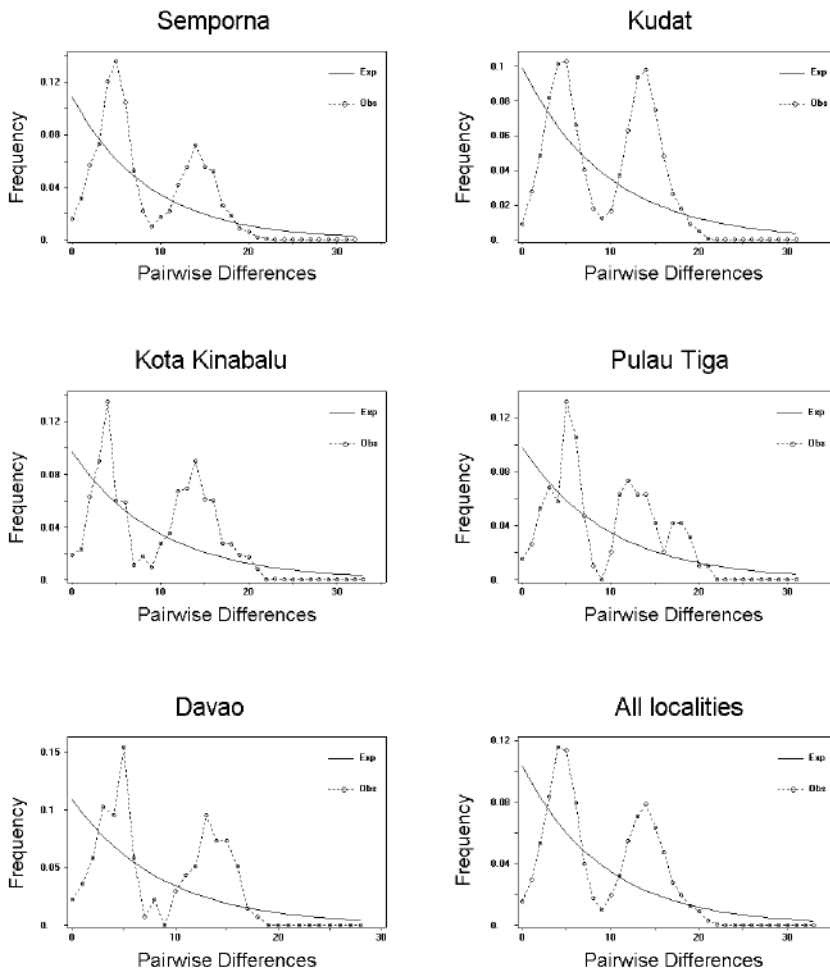 Semporna
Kudat
Frequency
0.12
0.08
0.04
0.
Exp
Obs
0
10
20
30
Pairwise Differences
Frequency
0.1
0.08
0.06
0.04
0.02
0.
Exp
Obs
0
10
20
30
Pairwise Differences
Kota Kinabalu
Pulau Tiga
Frequency
0.12
0.08
0.04
0.
Exp
Obs
0
10
20
30
Pairwise Differences
Frequency
0.12
0.08
0.04
0.
Exp
Obs
0
10
20
30
Pairwise Differences
Davao
All localities
Frequency
0.15
0.1
0.05
0.
Exp
Obs
0
10
20
Pairwise Differences
Frequency
0.12
0.08
0.04
0.
Exp
Obs
0
10
20
30
Pairwise Differences